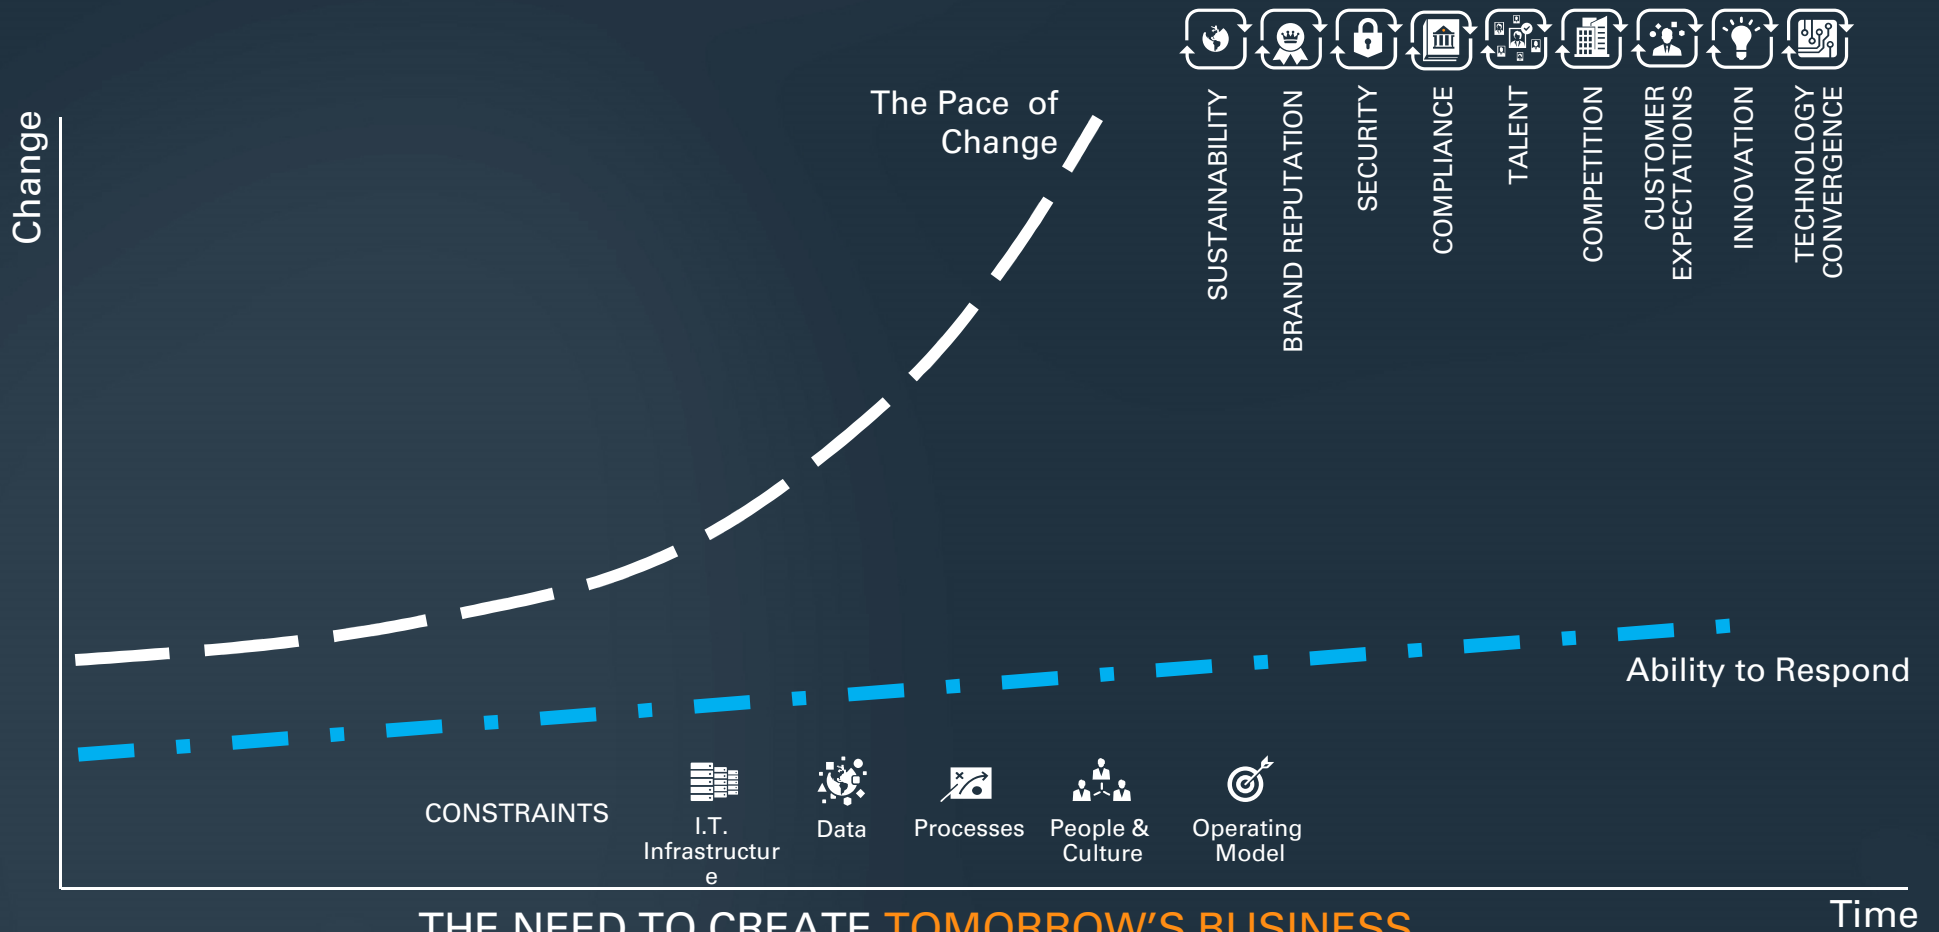 Change
The Pace of
Change
SUSTAINABILITY
BRAND REPUTATION
SECURITY
COMPLIANCE
TALENT
COMPETITION
CUSTOMER
EXPECTATIONS
INNOVATION
TECHNOLOGY
CONVERGENCE
Ability to Respond
CONSTRAINTS
I.T.
Infrastructur
e
Data
Processes
People &
Culture
Operating
Model
Time
THE NEED TO CREATE TOMORROW'S BUSINESS